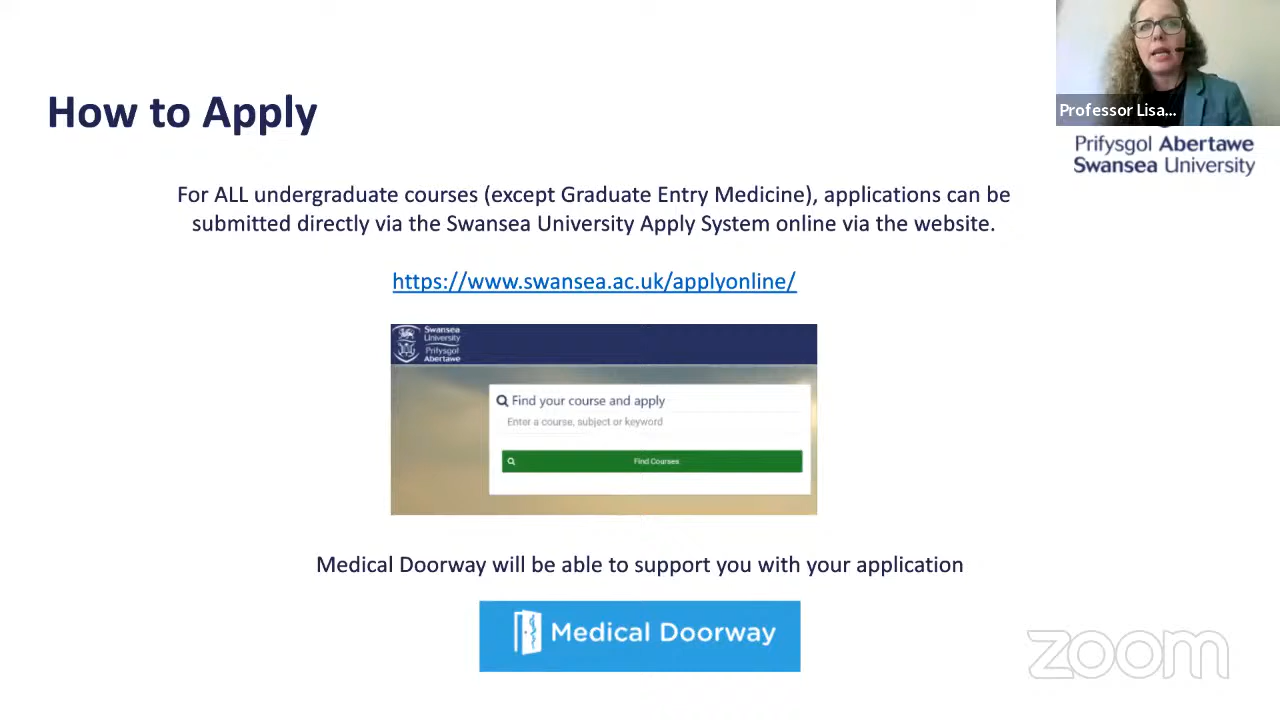 How to Apply
Professor Lisa...
Prifysgol Abertawe
Swansea University
For ALL undergraduate courses (except Graduate Entry Medicine), applications can be
submitted directly via the Swansea University Apply System online via the website.
https://www.swansea.ac.uk/applyonline/
Swansea
University
Prifysgol
Abertawe
Find your course and apply
Enter a course, subject or keyword
Find Courses
Medical Doorway will be able to support you with your application
Medical Doorway
zoom